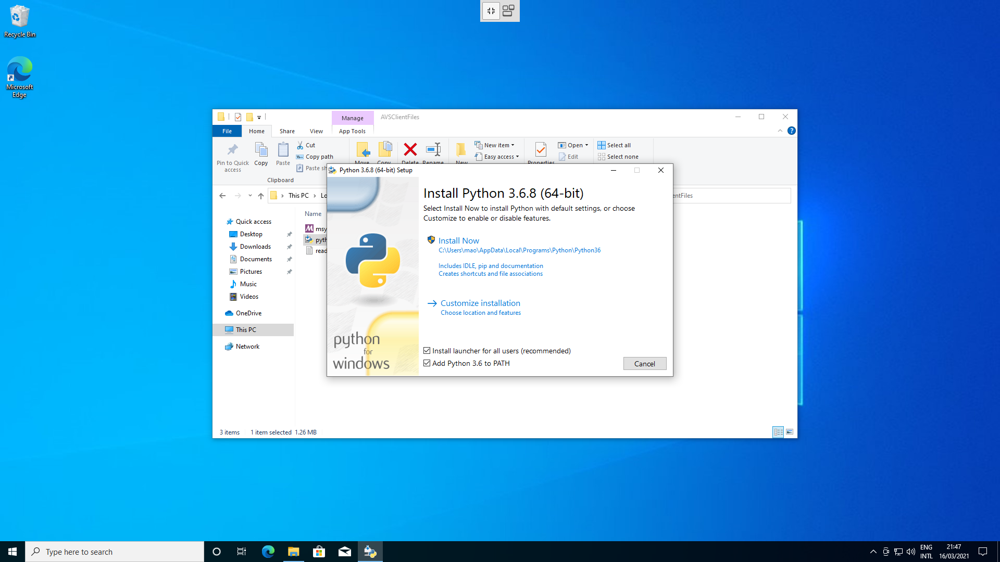 Recycle Bin
Microsoft
Edge
Manage
AVSClientFiles
File
Home
Share
View
App Tools
Pin to Quick
access
Copy
Paste
Cut
Copy path
Paste sh
Clipboard
Move
Copy
Delete
Rename
New
New item
Easy access
Properties
Open
Edit
Select all
Select none
This PC
Lo
entFiles
Quick access
Desktop
Downloads
Documents
Pictures
Music
Videos
OneDrive
This PC
Network
Name
msy
pyth
read
Python 3.6.8 (64-bit) Setup
Install Python 3.6.8 (64-bit)
Select Install Now to install Python with default settings, or choose
Customize to enable or disable features.
Install Now
C:\Users\mao\AppData\Local\Programs\Python\Python36
Includes IDLE, pip and documentation
Creates shortcuts and file associations
Customize installation
Choose location and features
python
for
windows
Install launcher for all users (recommended)
Add Python 3.6 to PATH
Cancel
3 items
1 item selected 1.26 MB
Type here to search
ENG
INTL
21:47
16/03/2021